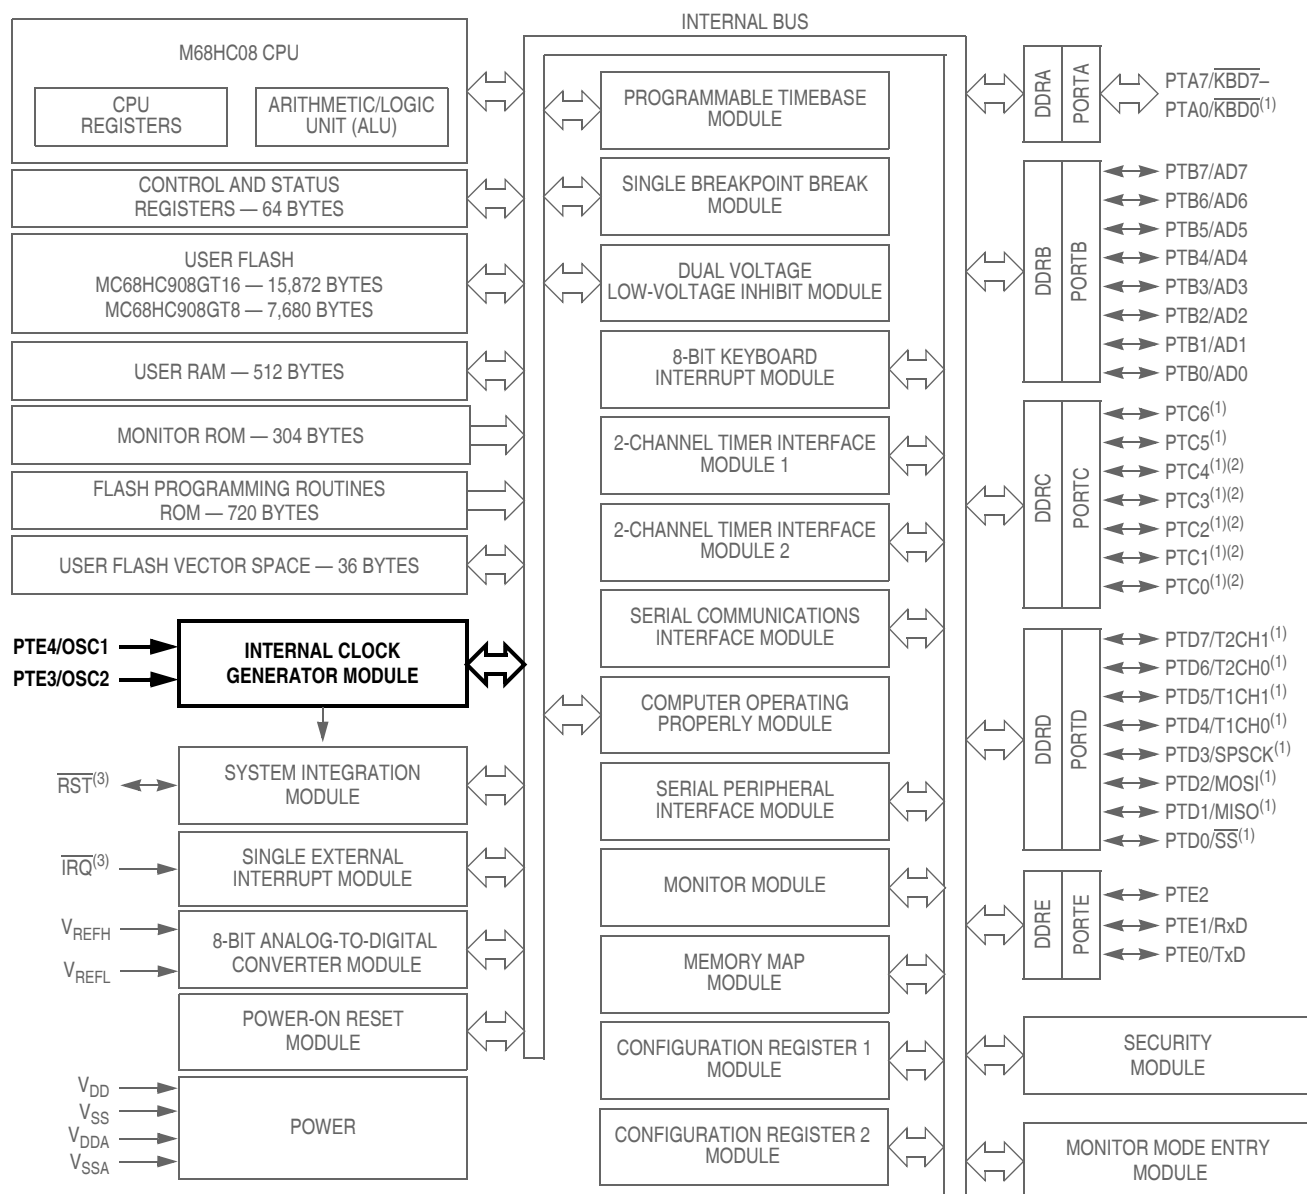 INTERNAL BUS
M68HC08 CPU
CPU
REGISTERS
ARITHMETIC/LOGIC
UNIT (ALU)
CONTROL AND STATUS
REGISTERS — 64 BYTES
USER FLASH
MC68HC908GT16 — 15,872 BYTES
MC68HC908GT8 — 7,680 BYTES
USER RAM — 512 BYTES
MONITOR ROM — 304 BYTES
FLASH PROGRAMMING ROUTINES
ROM — 720 BYTES
USER FLASH VECTOR SPACE — 36 BYTES
PTE4/OSC1
PTE3/OSC2
INTERNAL CLOCK
GENERATOR MODULE
RST(3)
SYSTEM INTEGRATION
MODULE
IRQ(3)
SINGLE EXTERNAL
INTERRUPT MODULE
VREFH
VREFL
8-BIT ANALOG-TO-DIGITAL
CONVERTER MODULE
POWER-ON RESET
MODULE
VDD
VSS
VDDA
VSSA
POWER
PROGRAMMABLE TIMEBASE
MODULE
SINGLE BREAKPOINT BREAK
MODULE
DUAL VOLTAGE
LOW-VOLTAGE INHIBIT MODULE
8-BIT KEYBOARD
INTERRUPT MODULE
2-CHANNEL TIMER INTERFACE
MODULE 1
2-CHANNEL TIMER INTERFACE
MODULE 2
SERIAL COMMUNICATIONS
INTERFACE MODULE
COMPUTER OPERATING
PROPERLY MODULE
SERIAL PERIPHERAL
INTERFACE MODULE
MONITOR MODULE
MEMORY MAP
MODULE
CONFIGURATION REGISTER 1
MODULE
CONFIGURATION REGISTER 2
MODULE
DDRA
PORTA
PTA7/KBD7–
PTA0/KBD0(1)
DDRB
PORTB
PTB7/AD7
PTB6/AD6
PTB5/AD5
PTB4/AD4
PTB3/AD3
PTB2/AD2
PTB1/AD1
PTB0/AD0
DDRC
PORTC
PTC6(1)
PTC5(1)
PTC4(1)(2)
PTC3(1)(2)
PTC2(1)(2)
PTC1(1)(2)
PTC0(1)(2)
DDRD
PORTD
PTD7/T2CH1(1)
PTD6/T2CH0(1)
PTD5/T1CH1(1)
PTD4/T1CH0(1)
PTD3/SPSCK(1)
PTD2/MOSI(1)
PTD1/MISO(1)
PTD0/SS(1)
DDRE
PORTE
PTE2
PTE1/RxD
PTE0/TxD
SECURITY
MODULE
MONITOR MODE ENTRY
MODULE